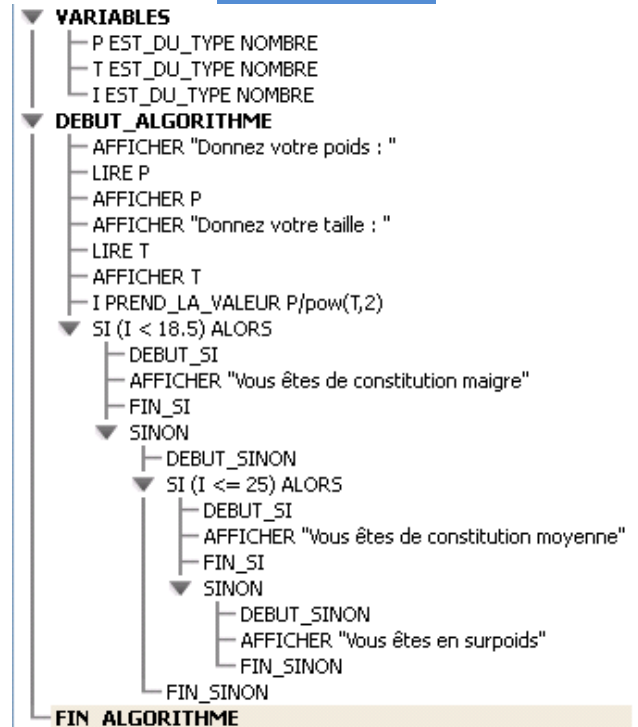 VARIABLES
P EST_DU_TYPE NOMBRE
T EST_DU_TYPE NOMBRE
I EST_DU_TYPE NOMBRE
DEBUT_ALGORITHME
AFFICHER "Donnez votre poids : "
LIRE P
AFFICHER P
AFFICHER "Donnez votre taille : "
LIRE T
AFFICHER T
I PREND_LA_VALEUR P/pow(T,2)
SI (I < 18.5) ALORS
DEBUT_SI
AFFICHER "Vous êtes de constitution maigre"
FIN_SI
SINON
DEBUT_SINON
SI (I <= 25) ALORS
DEBUT_SI
AFFICHER "Vous êtes de constitution moyenne"
FIN_SI
SINON
DEBUT_SINON
AFFICHER "Vous êtes en surpoids"
FIN_SINON
FIN_SINON
FIN_ALGORITHME